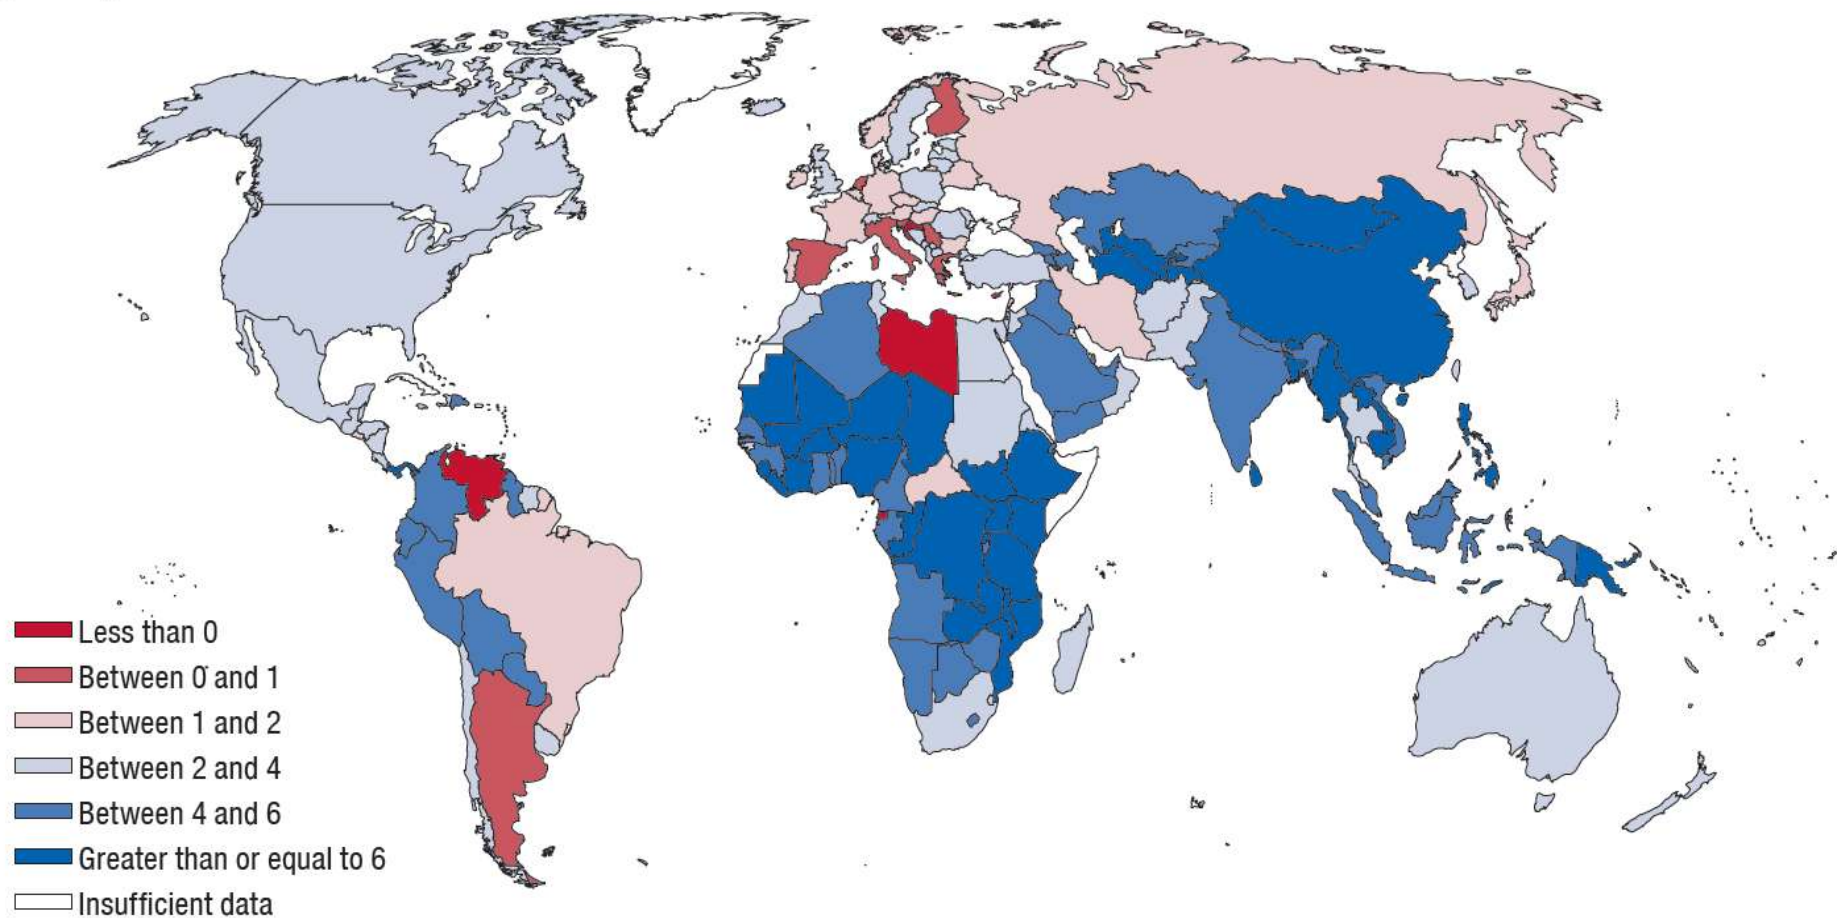 Less than 0
Between 0 and 1
Between 1 and 2
Between 2 and 4
Between 4 and 6
Greater than or equal to 6
Insufficient data